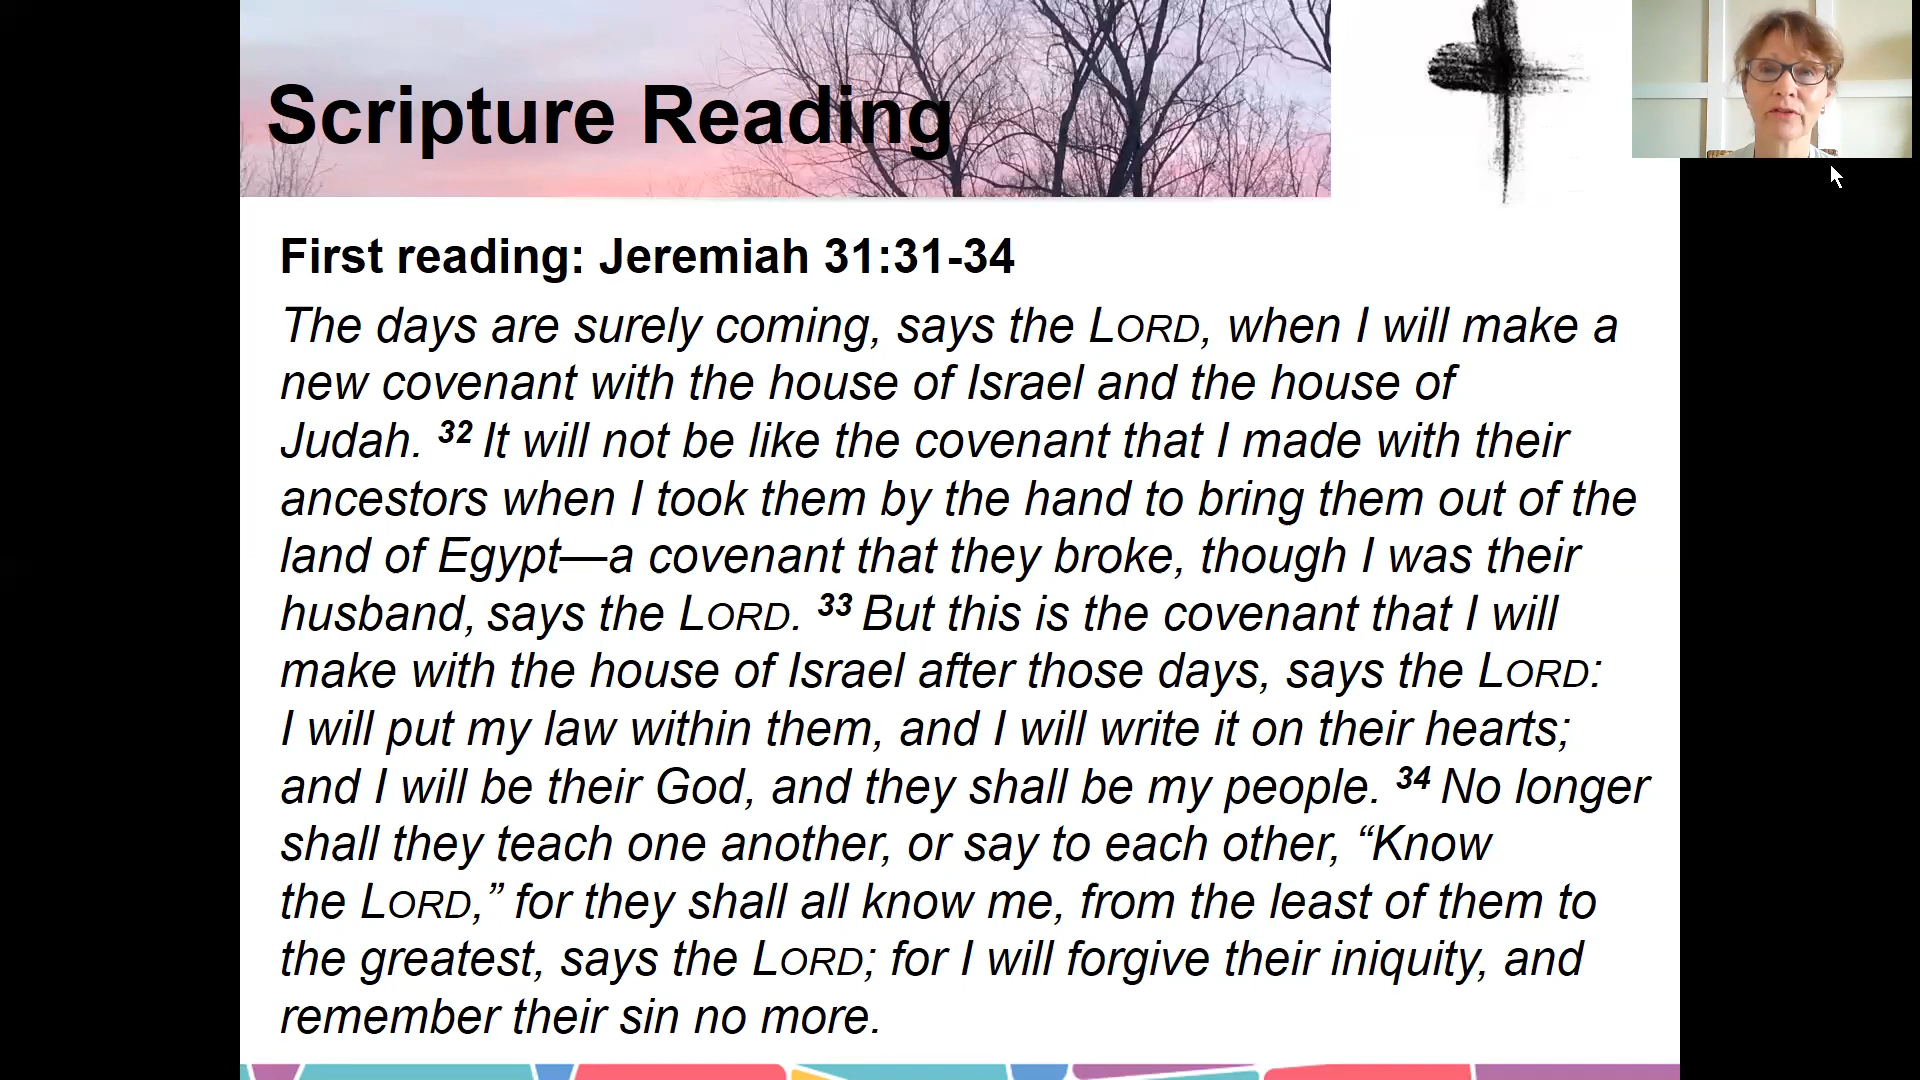 Scripture Reading
First reading: Jeremiah 31:31-34
The days are surely coming, says the LORD, when I will make a
new covenant with the house of Israel and the house of
Judah. 32 It will not be like the covenant that I made with their
ancestors when I took them by the hand to bring them out of the
land of Egypt—a covenant that they broke, though I was their
husband, says the LORD. 33 But this is the covenant that I will
make with the house of Israel after those days, says the LORD:
I will put my law within them, and I will write it on their hearts;
and I will be their God, and they shall be my people. 34 No longer
shall they teach one another, or say to each other, “Know
the LORD,” for they shall all know me, from the least of them to
the greatest, says the LORD; for I will forgive their iniquity, and
remember their sin no more.